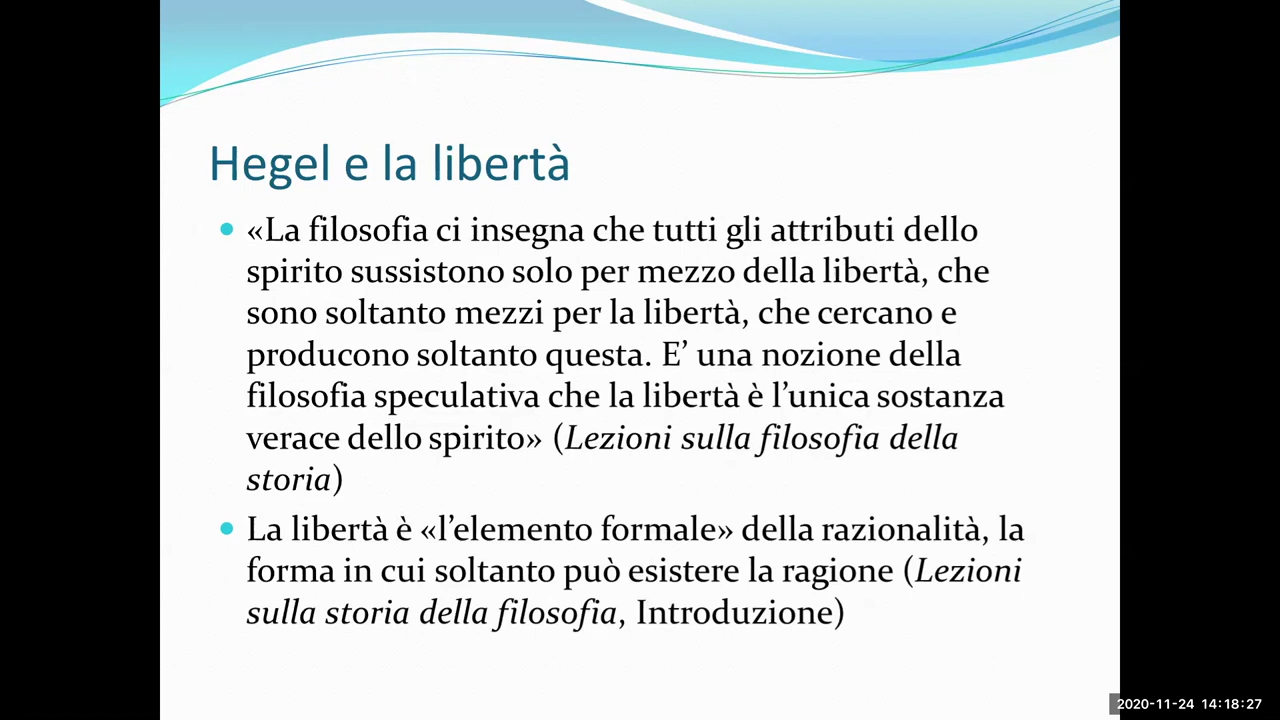 Hegel e la libertà
«La filosofia ci insegna che tutti gli attributi dello
spirito sussistono solo per mezzo della libertà, che
sono soltanto mezzi per la libertà, che cercano e
producono soltanto questa. E’ una nozione della
filosofia speculativa che la libertà è l’unica sostanza
verace dello spirito» (Lezioni sulla filosofia della
storia)
La libertà è «l’elemento formale» della razionalità, la
forma in cui soltanto può esistere la ragione (Lezioni
sulla storia della filosofia, Introduzione)
2020-11-24 14:18:27